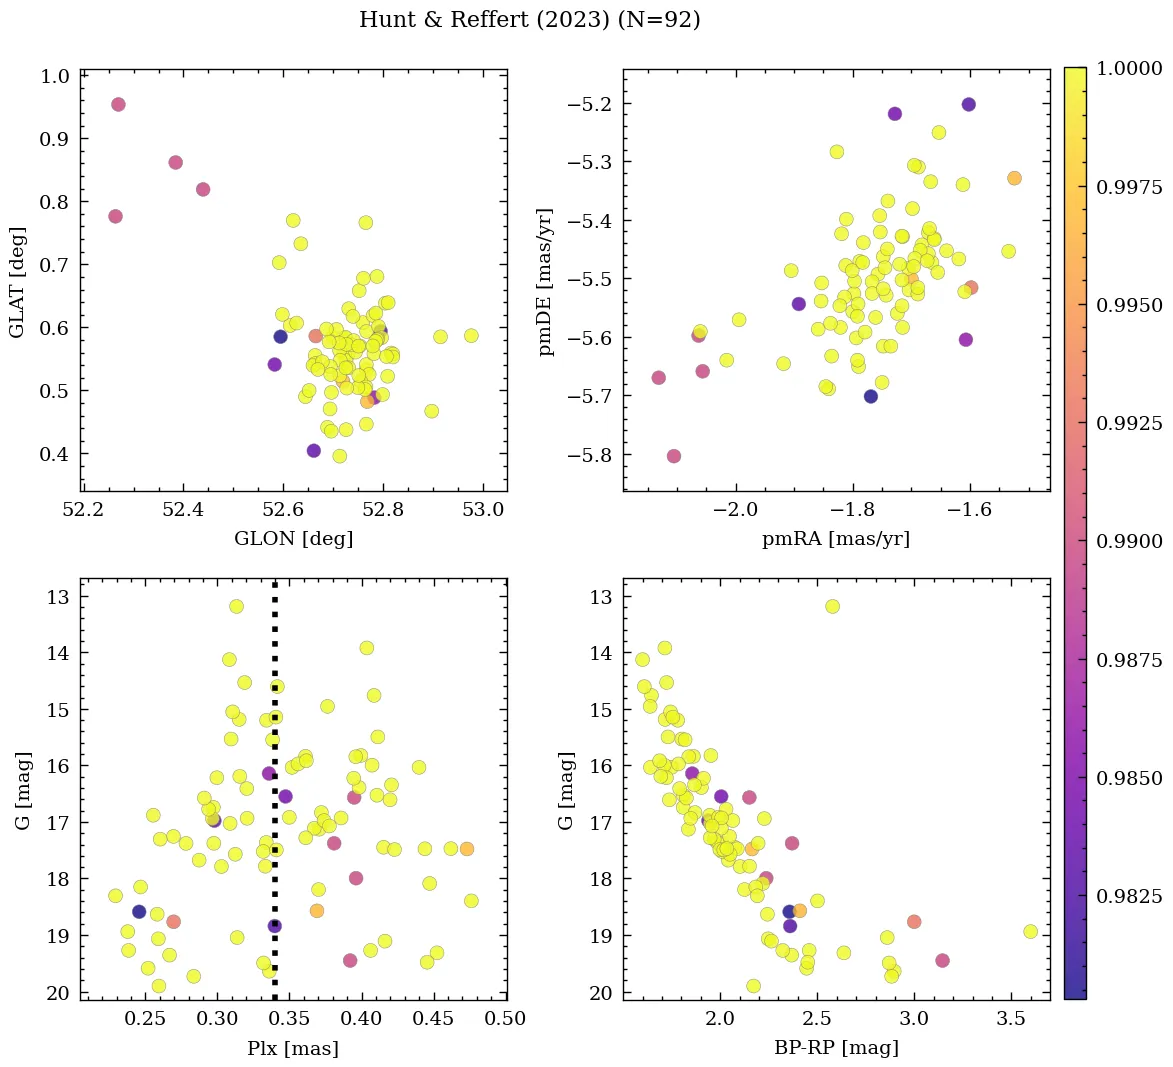 Hunt & Reffert (2023) (N=92)
1.0
0.9
0.8
0.7
0.6
0.5
0.4
GLAT [deg]
52.2 52.4 52.6 52.8 53.0
GLON [deg]
−5.2
−5.3
−5.4
−5.5
−5.6
−5.7
−5.8
pmDE [mas/yr]
−2.0 −1.8 −1.6
pmRA [mas/yr]
1.0000
0.9975
0.9950
0.9925
0.9900
0.9875
0.9850
0.9825
13
14
15
16
17
18
19
20
G [mag]
0.25 0.30 0.35 0.40 0.45 0.50
Plx [mas]
13
14
15
16
17
18
19
20
G [mag]
2.0 2.5 3.0 3.5
BP-RP [mag]